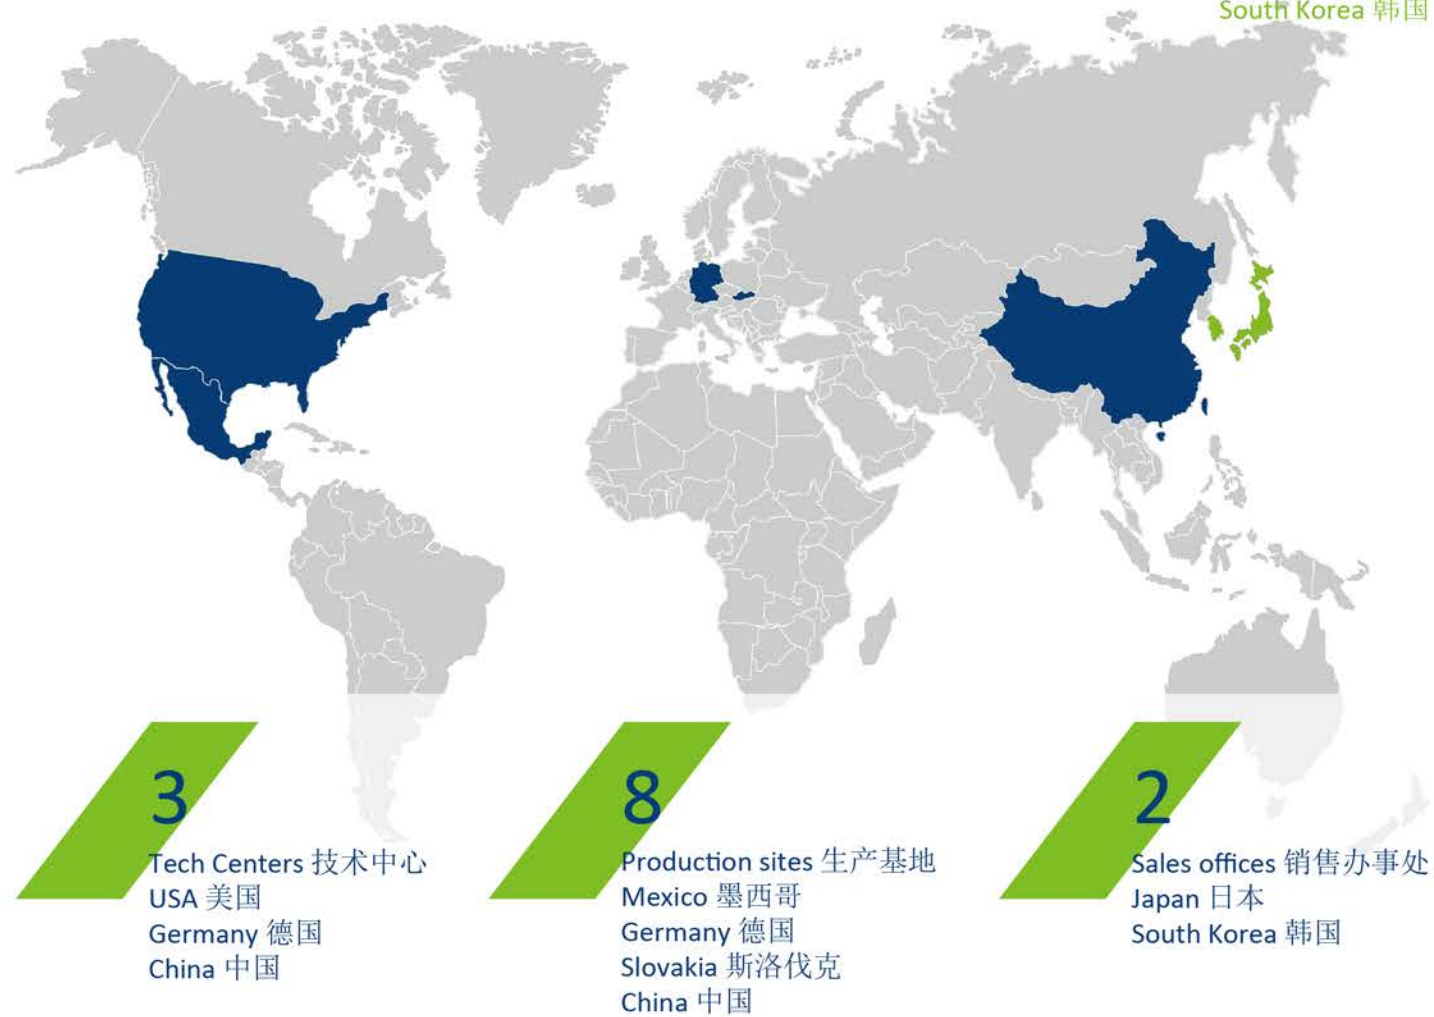 South Korea 韩国
3
Tech Centers 技术中心
USA 美国
Germany 德国
China 中国
8
Production sites 生产基地
Mexico 墨西哥
Germany 德国
Slovakia 斯洛伐克
China 中国
2
Sales offices 销售办事处
Japan 日本
South Korea 韩国